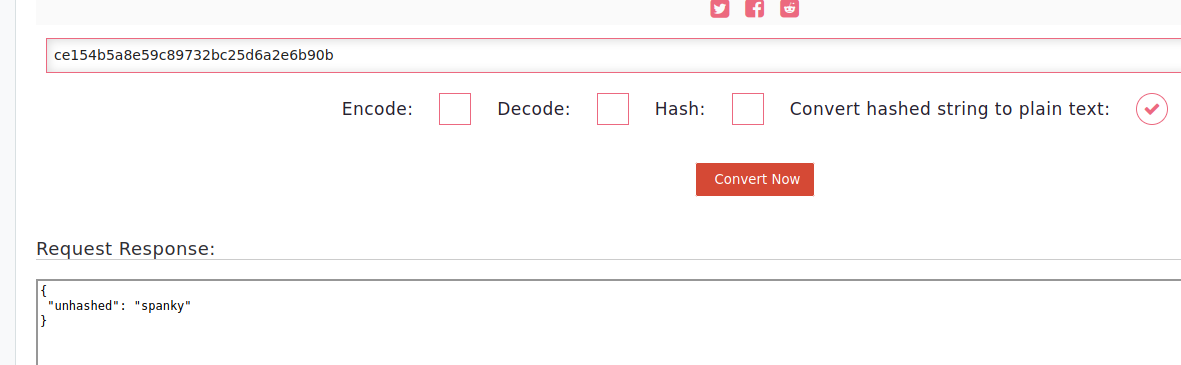 ce154b5a8e59c89732bc25d6a2e6b90b
Encode: Decode: Hash: Convert hashed string to plain text:
Convert Now
Request Response:
{
"unhashed": "spanky"
}